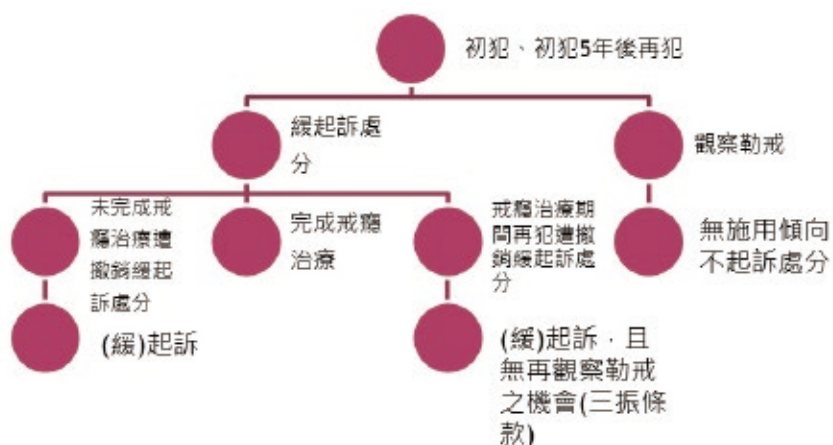 初犯、初犯5年後再犯
緩起訴處
分
觀察勒戒
未完成戒
癮治療遭
撤銷緩起
訴處分
完成戒癮
治療
戒癮治療期
間再犯遭撤
銷緩起訴處
分
無施用傾向
不起訴處分
(緩)起訴
(緩)起訴，且
無再觀察勒戒
之機會(三振條
款)